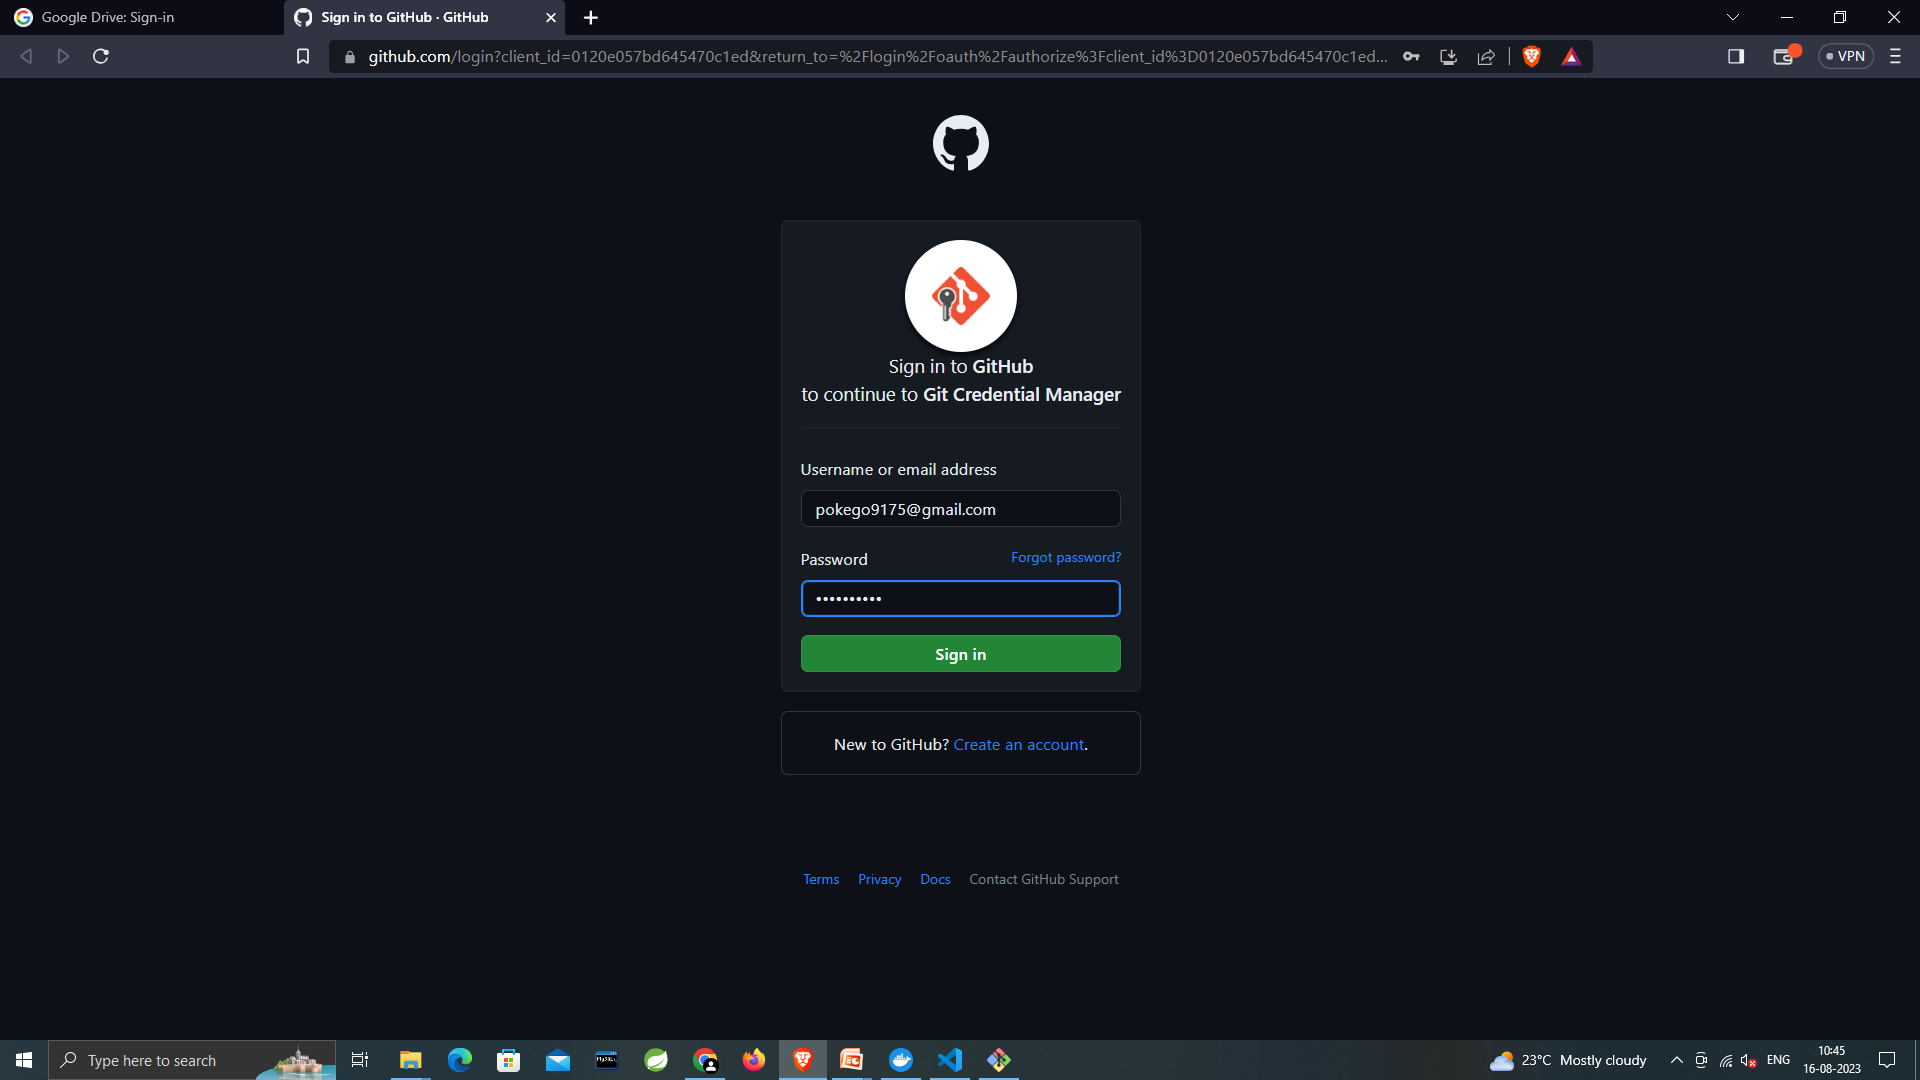 Google Drive: Sign-in
Sign in to GitHub · GitHub
github.com/login?client_id=0120e057bd645470c1ed&return_to=%2Flogin%2Foauth%2Fauthorize%3Fclient_id%3D0120e057bd645470c1ed...
VPN
Sign in to GitHub
to continue to Git Credential Manager
Username or email address
pokego9175@gmail.com
Password
Forgot password?
••••••••••
Sign in
New to GitHub? Create an account.
Terms Privacy Docs Contact GitHub Support
Type here to search
23°C Mostly cloudy
ENG
10:45
16-08-2023